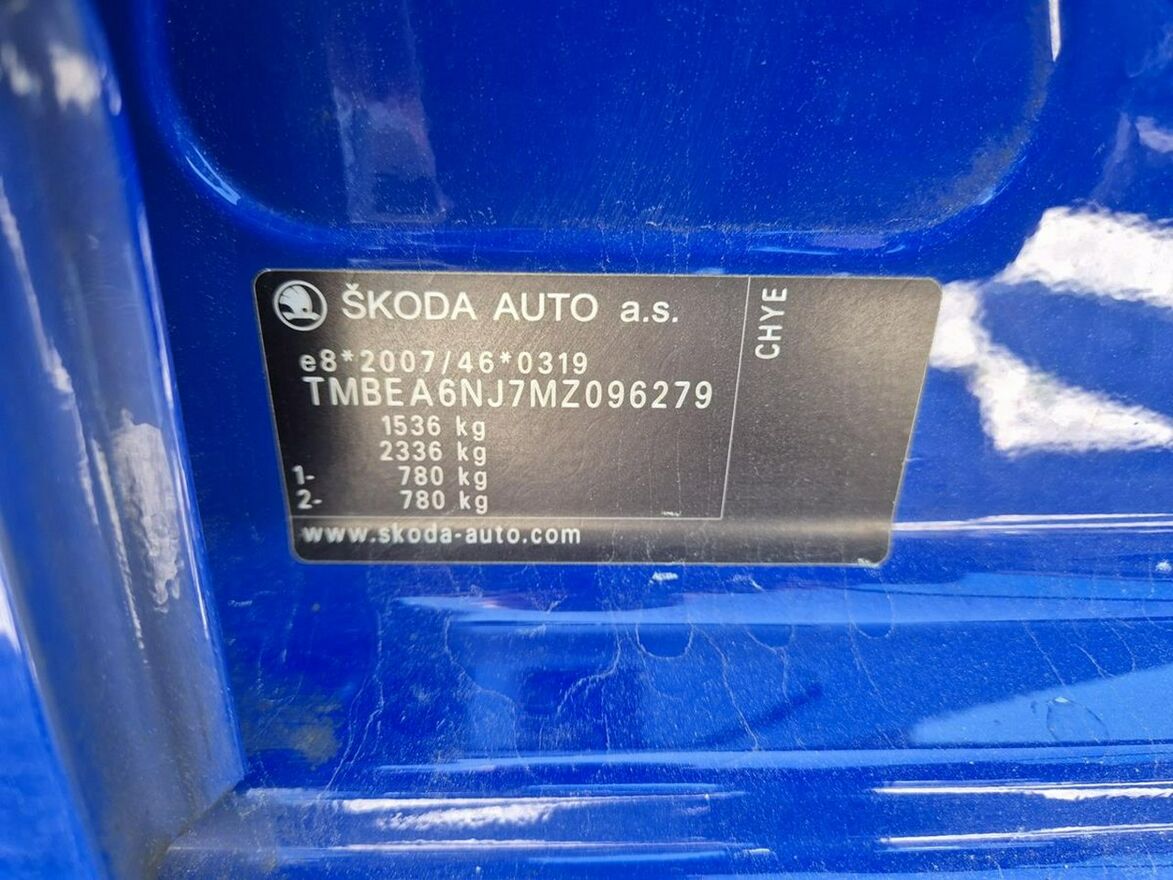 ŠKODA AUTO a.s.
CHYE
e8*2007/46*0319
TMBEA6NJ7MZ096279
1536 kg
2336 kg
1- 780 kg
2- 780 kg
www.skoda-auto.com